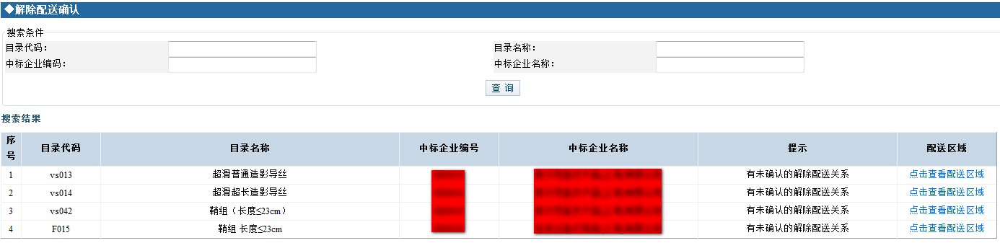 ◆解除配送确认
搜索条件
目录代码： 目录名称：
中标企业编码： 中标企业名称：
查 询
搜索结果
序号 目录代码 目录名称 中标企业编号 中标企业名称 提示 配送区域
1 vs013 超滑普通造影导丝 有未确认的解除配送关系 点击查看配送区域
2 vs014 超滑超长造影导丝 有未确认的解除配送关系 点击查看配送区域
3 vs042 鞘组（长度≤23cm） 有未确认的解除配送关系 点击查看配送区域
4 F015 鞘组 长度≤23cm 有未确认的解除配送关系 点击查看配送区域